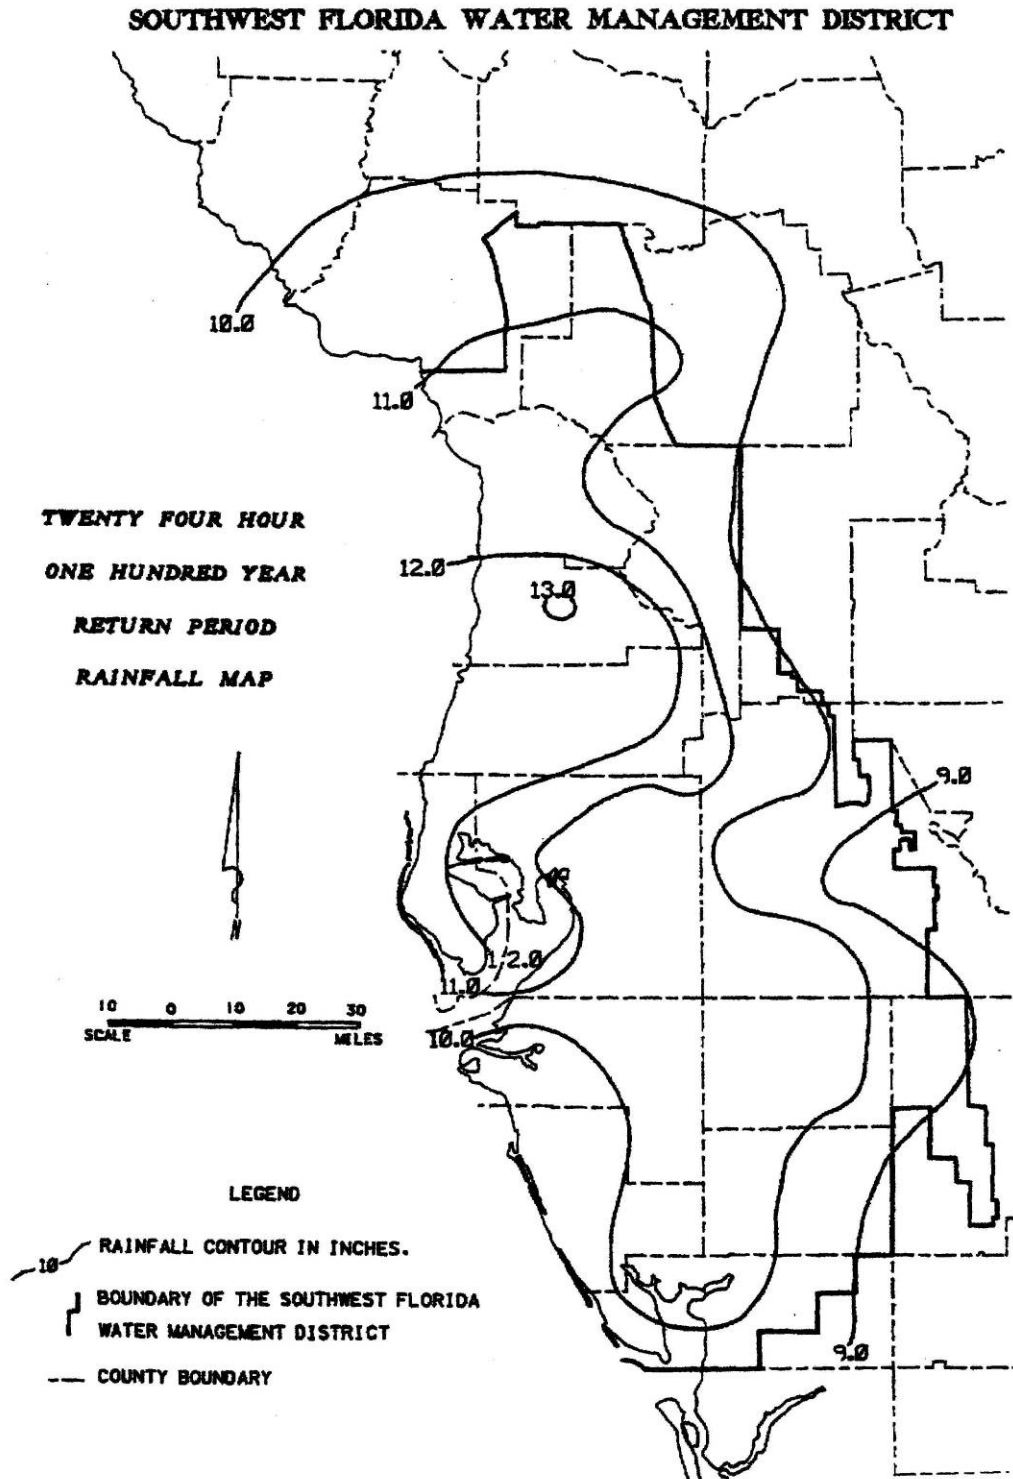 SOUTHWEST FLORIDA WATER MANAGEMENT DISTRICT
10.0
11.0
TWENTY FOUR HOUR
ONE HUNDRED YEAR
RETURN PERIOD
RAINFALL MAP
12.0
13.0
9.0
N
12.0
11.0
10.0
10 0 10 20 30
SCALE MILES
LEGEND
10 RAINFALL CONTOUR IN INCHES.
BOUNDARY OF THE SOUTHWEST FLORIDA
WATER MANAGEMENT DISTRICT
COUNTY BOUNDARY
9.0